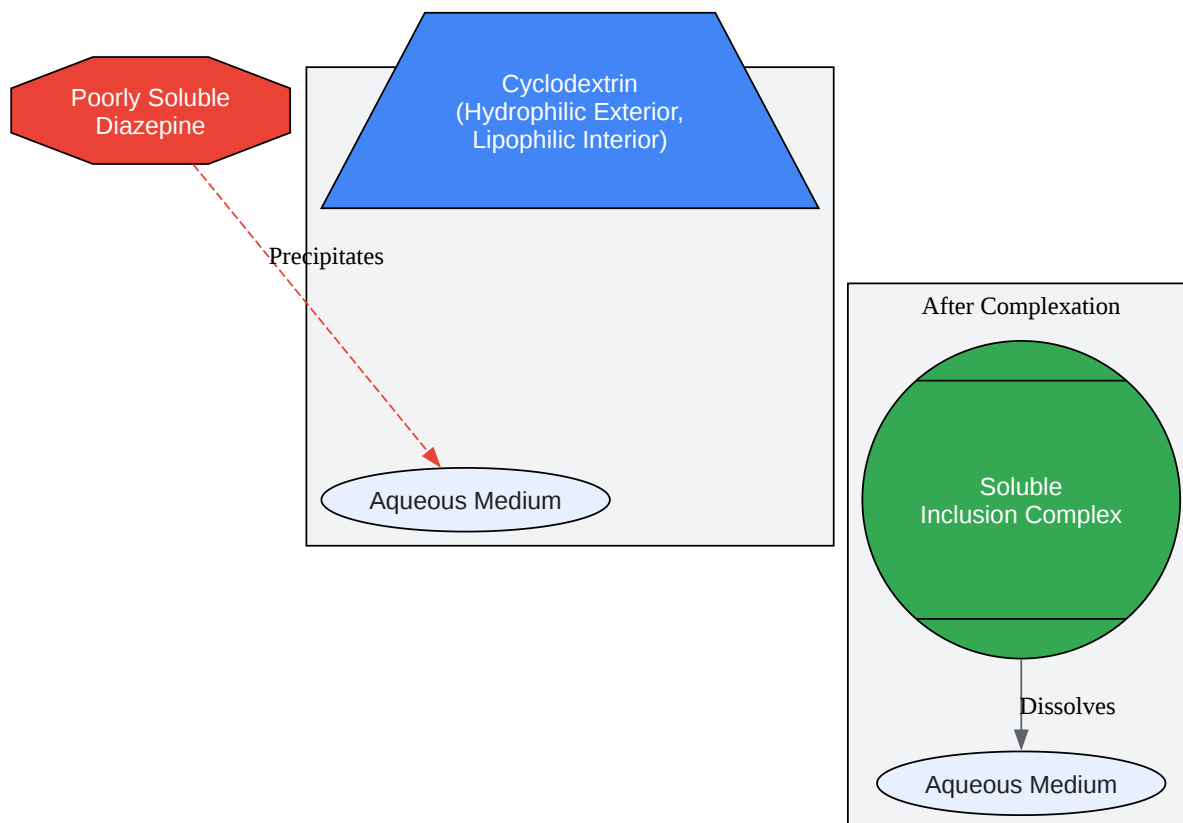 Poorly Soluble
Diazepine
Cyclodextrin
(Hydrophilic Exterior,
Lipophilic Interior)
Precipitates
Aqueous Medium
After Complexation
Soluble
Inclusion Complex
Dissolves
Aqueous Medium